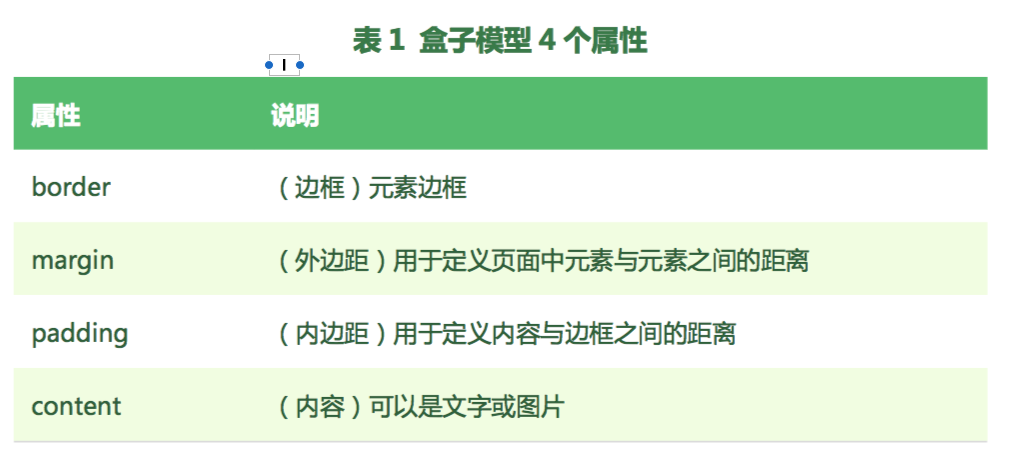 表 1 盒子模型 4 个属性
属性 说明
border （边框）元素边框
margin （外边距）用于定义页面中元素与元素之间的距离
padding （内边距）用于定义内容与边框之间的距离
content （内容）可以是文字或图片